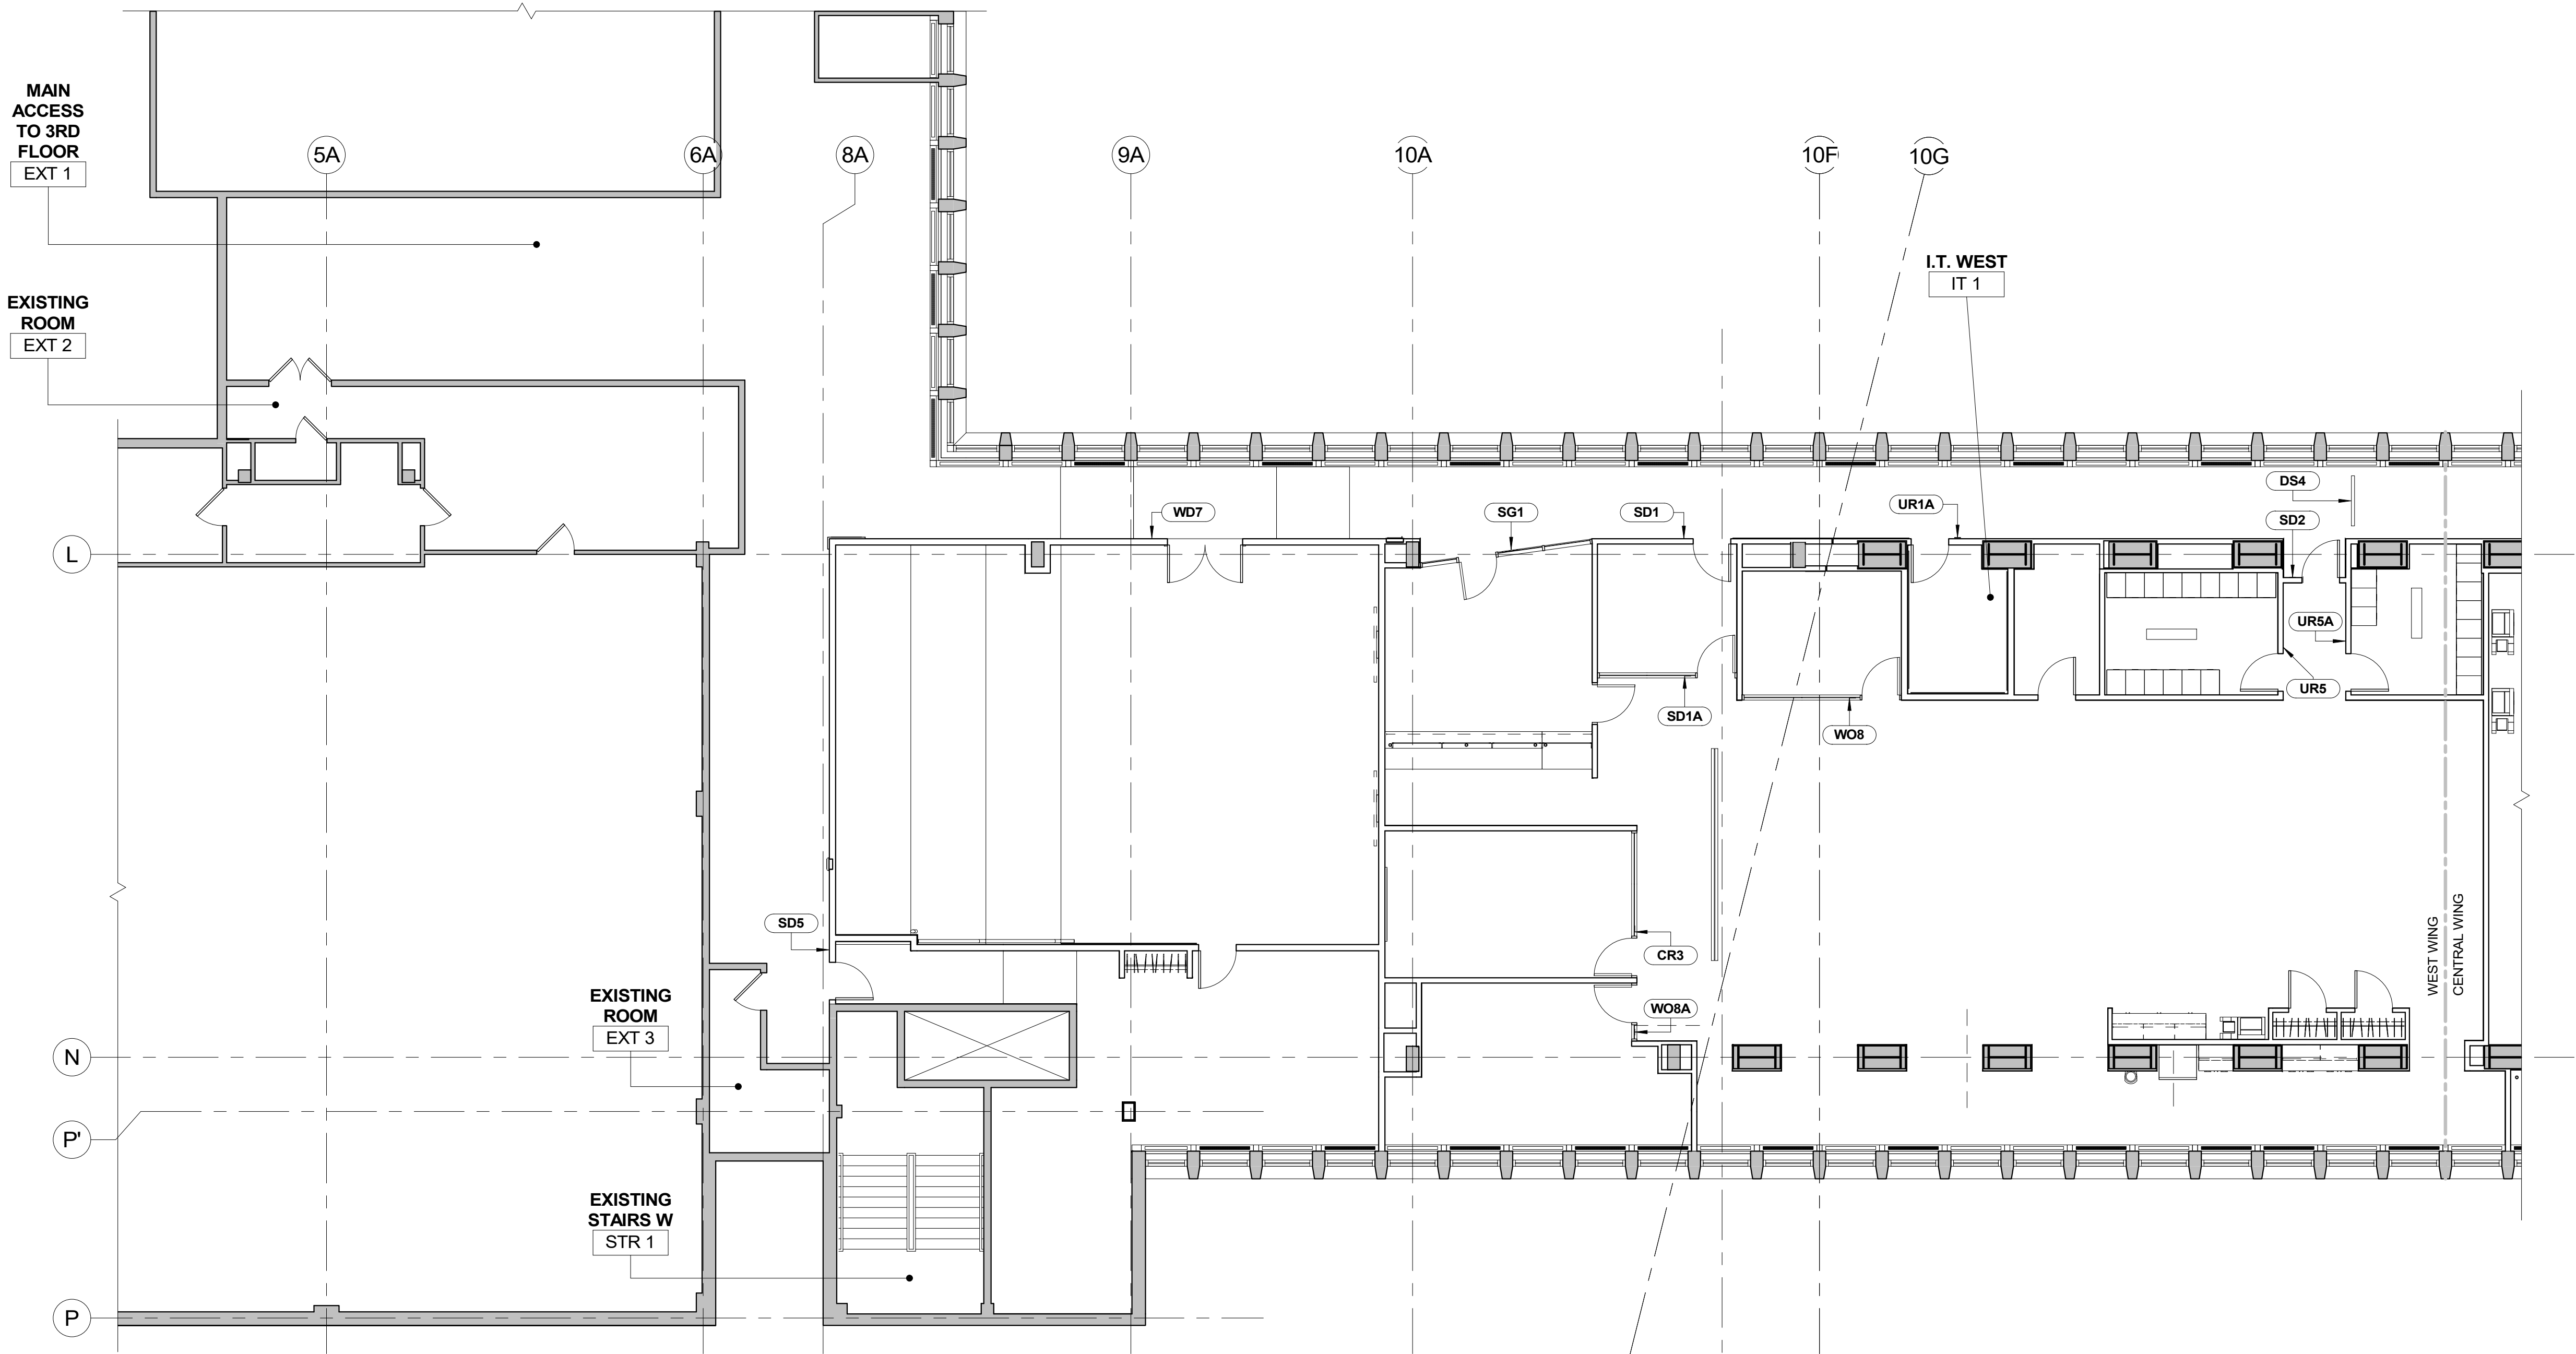 MAIN
ACCESS
TO 3RD
FLOOR
EXT 1
5A
6A
8A
9A
10A
10F
10G
I.T. WEST
IT 1
EXISTING
ROOM
EXT 2
DS4
WD7
SG1
SD1
UR1A
SD2
L
UR5A
UR5
SD1A
WO8
SD5
CR3
WEST WING
CENTRAL WING
EXISTING
ROOM
EXT 3
WO8A
N
P'
EXISTING
STAIRS W
STR 1
P